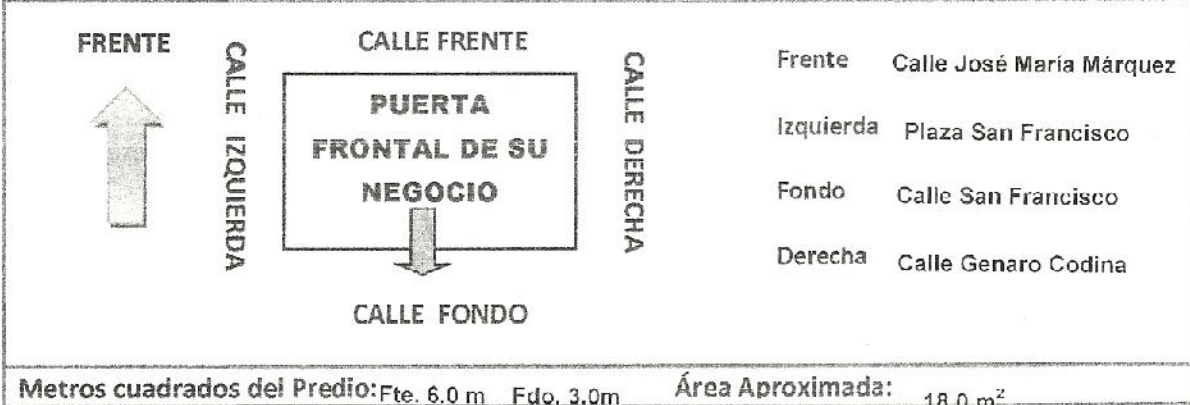 FRENTE
CALLE IZQUIERDA
CALLE FRENTE
PUERTA
FRONTAL DE SU
NEGOCIO
CALLE DERECHA
CALLE FONDO
Frente Calle José María Márquez
Izquierda Plaza San Francisco
Fondo Calle San Francisco
Derecha Calle Genaro Codina
Metros cuadrados del Predio: Fte. 6.0 m Fdo. 3.0m Área Aproximada: 18.0 m²